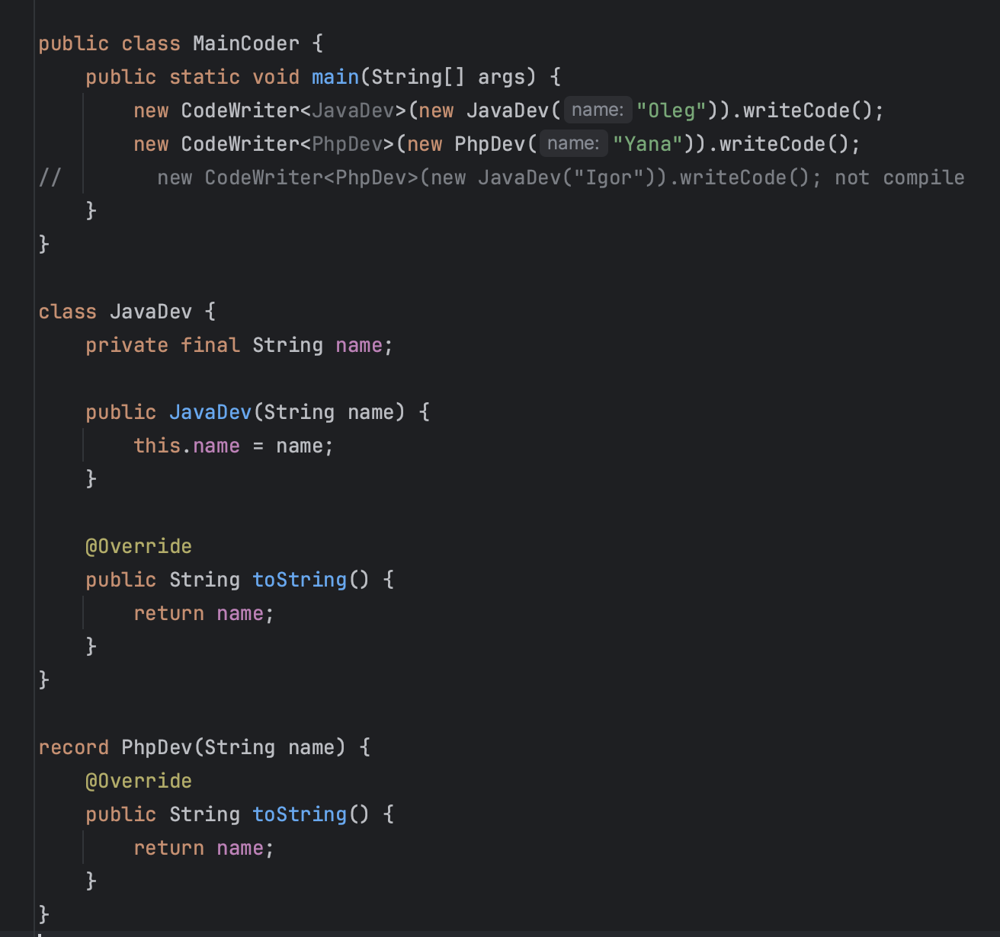 public class MainCoder {
    public static void main(String[] args) {
        new CodeWriter<JavaDev>(new JavaDev( name: "Oleg")).writeCode();
        new CodeWriter<PhpDev>(new PhpDev( name: "Yana")).writeCode();
//        new CodeWriter<PhpDev>(new JavaDev("Igor")).writeCode(); not compile
    }
}
class JavaDev {
    private final String name;
    public JavaDev(String name) {
        this.name = name;
    }
    @Override
    public String toString() {
        return name;
    }
}
record PhpDev(String name) {
    @Override
    public String toString() {
        return name;
    }
}